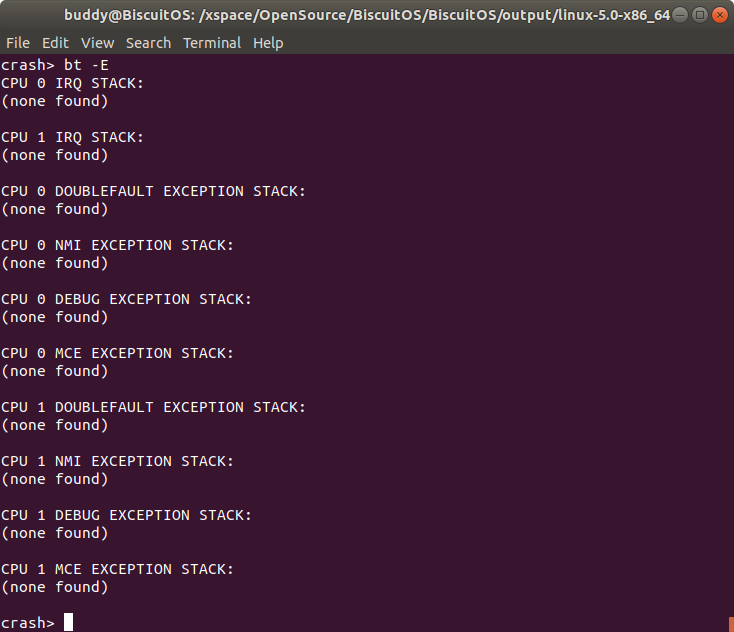 buddy@BiscuitOS: /xspace/OpenSource/BiscuitOS/BiscuitOS/output/linux-5.0-x86_64
File Edit View Search Terminal Help
crash> bt -E
CPU 0 IRQ STACK:
(none found)
CPU 1 IRQ STACK:
(none found)
CPU 0 DOUBLEFAULT EXCEPTION STACK:
(none found)
CPU 0 NMI EXCEPTION STACK:
(none found)
CPU 0 DEBUG EXCEPTION STACK:
(none found)
CPU 0 MCE EXCEPTION STACK:
(none found)
CPU 1 DOUBLEFAULT EXCEPTION STACK:
(none found)
CPU 1 NMI EXCEPTION STACK:
(none found)
CPU 1 DEBUG EXCEPTION STACK:
(none found)
CPU 1 MCE EXCEPTION STACK:
(none found)
crash>